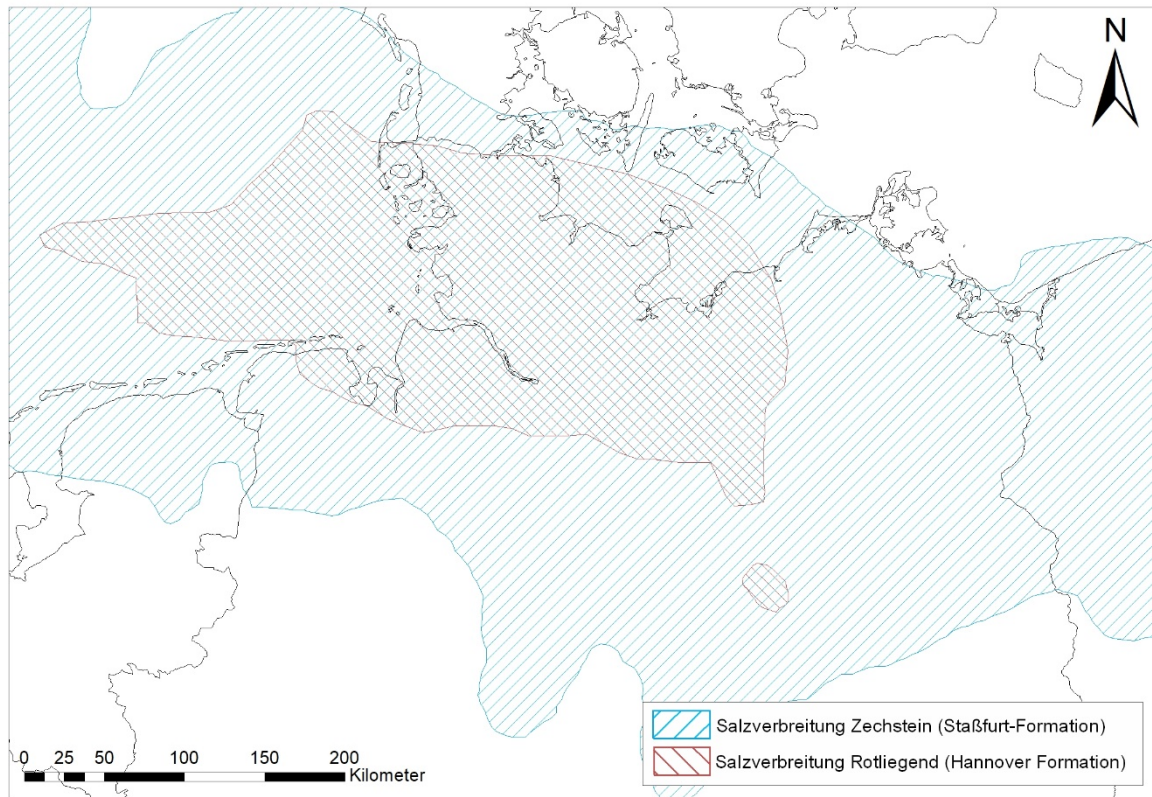 N
Salzverbreitung Zechstein (Staßfurt-Formation)
Salzverbreitung Rotliegend (Hannover Formation)
0 25 50 100 150 200
Kilometer